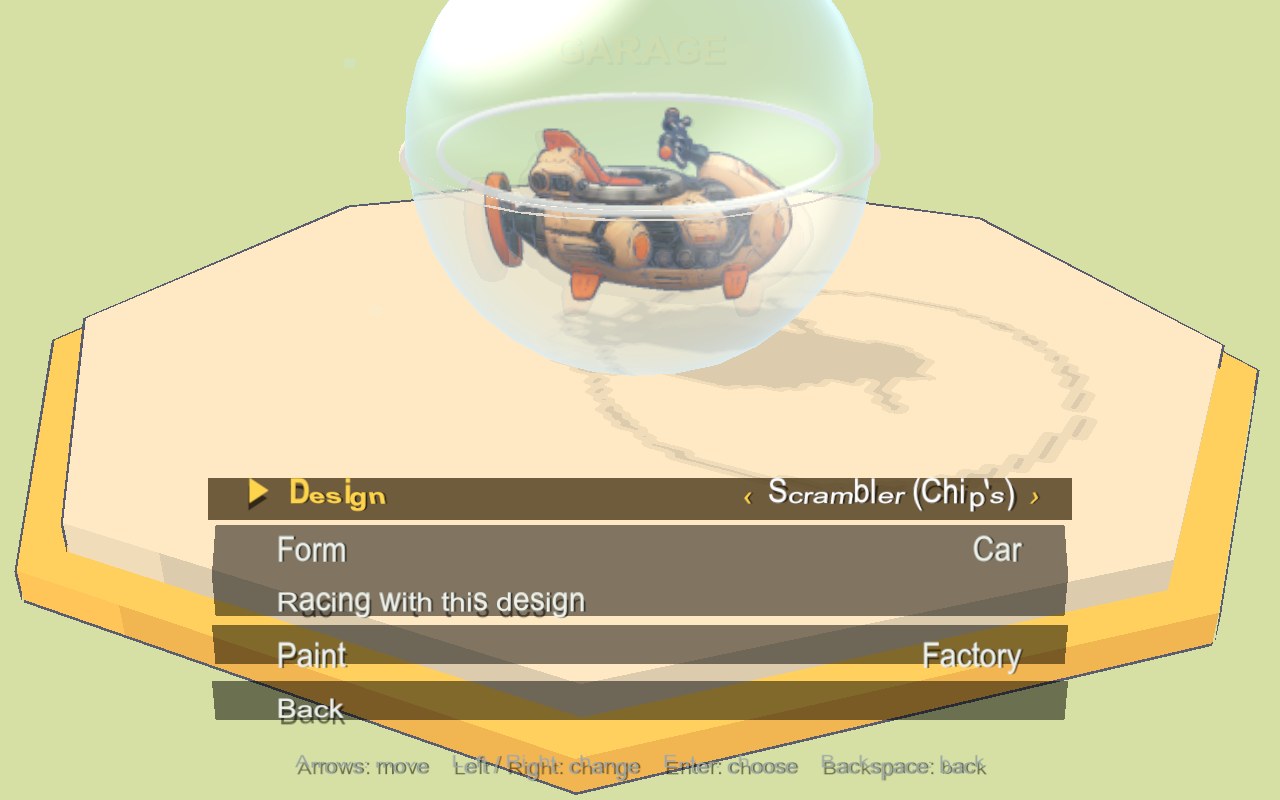 GARAGE
Design ‹ Scrambler (Chip's) ›
Form Car
Racing with this design
Paint Factory
Back
Arrows: move Left / Right: change Enter: choose Backspace: back